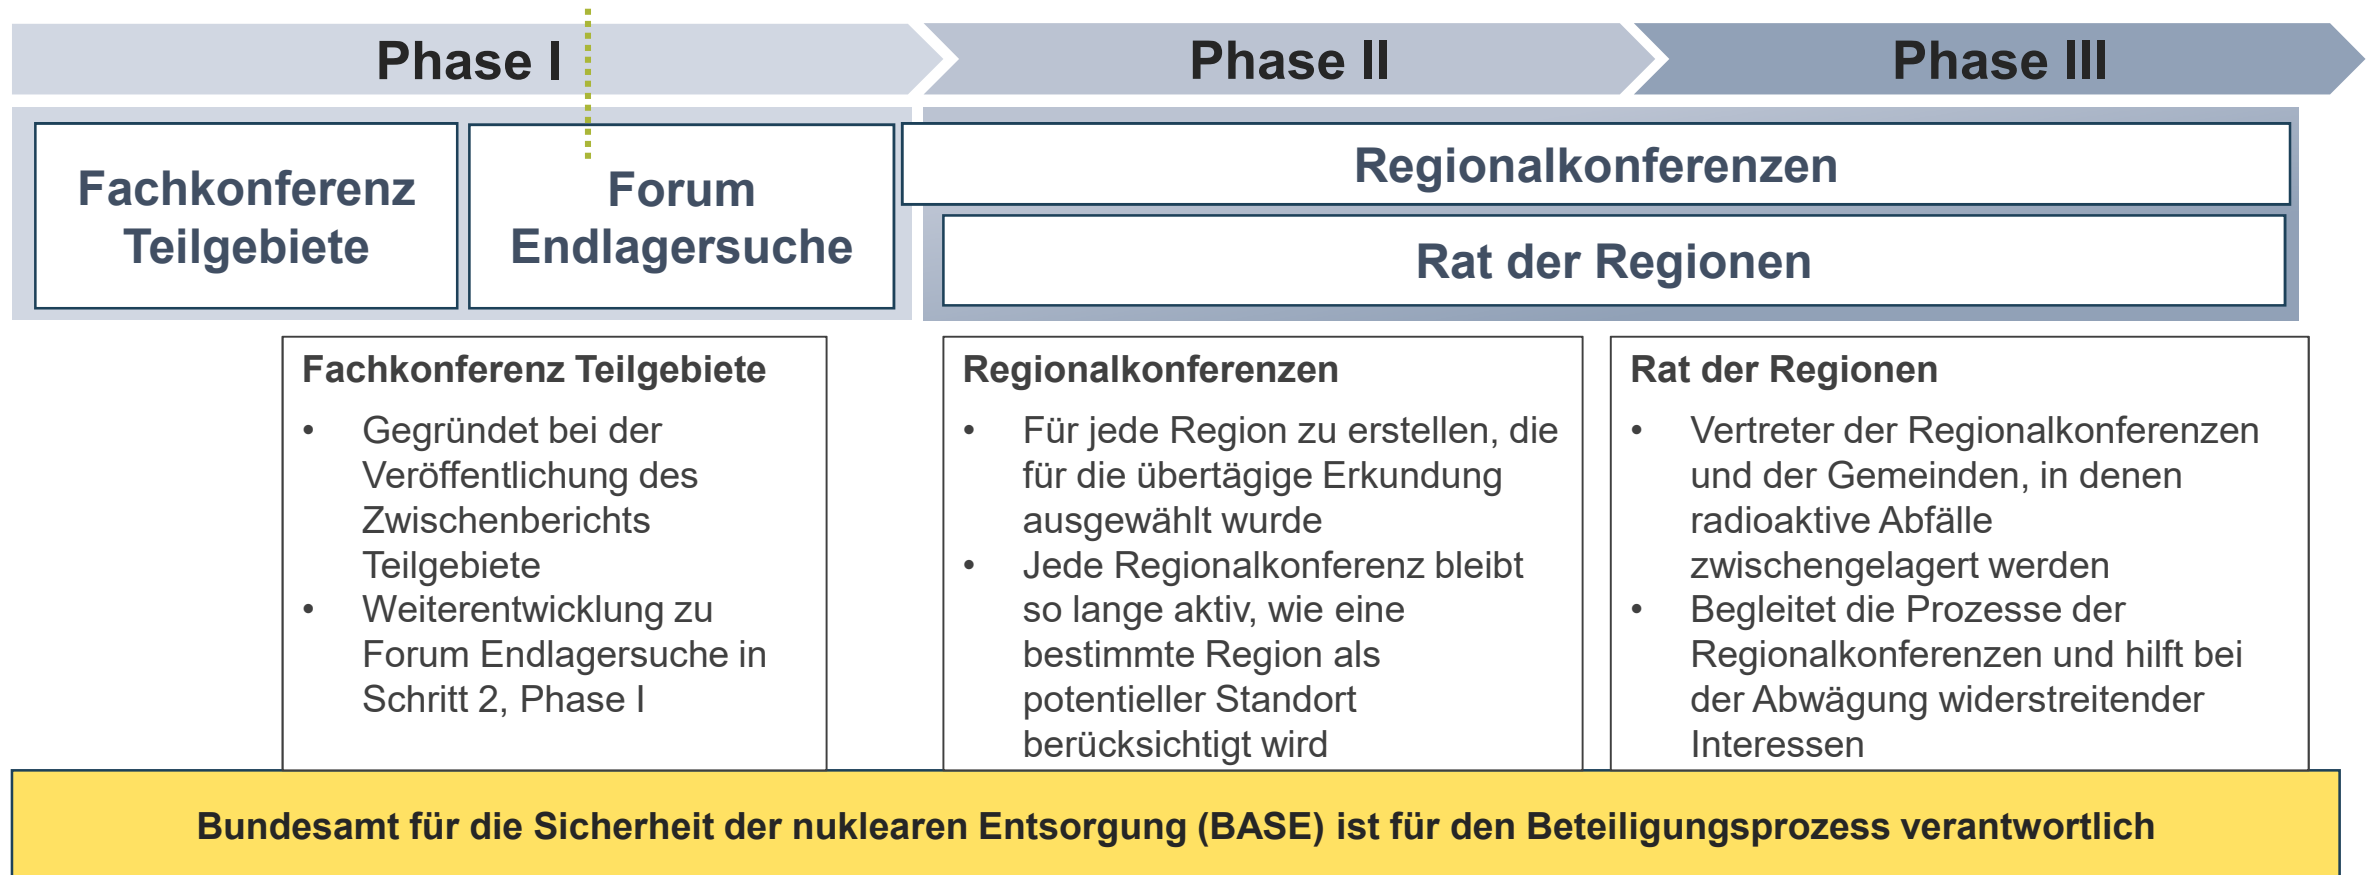 Phase I
Phase II
Phase III
Fachkonferenz
Teilgebiete
Forum
Endlagersuche
Regionalkonferenzen
Rat der Regionen
Fachkonferenz Teilgebiete
• Gegründet bei der
Veröffentlichung des
Zwischenberichts
Teilgebiete
• Weiterentwicklung zu
Forum Endlagersuche in
Schritt 2, Phase I
Regionalkonferenzen
• Für jede Region zu erstellen, die
für die übertägige Erkundung
ausgewählt wurde
• Jede Regionalkonferenz bleibt
so lange aktiv, wie eine
bestimmte Region als
potentieller Standort
berücksichtigt wird
Rat der Regionen
• Vertreter der Regionalkonferenzen
und der Gemeinden, in denen
radioaktive Abfälle
zwischengelagert werden
• Begleitet die Prozesse der
Regionalkonferenzen und hilft bei
der Abwägung widerstreitender
Interessen
Bundesamt für die Sicherheit der nuklearen Entsorgung (BASE) ist für den Beteiligungsprozess verantwortlich